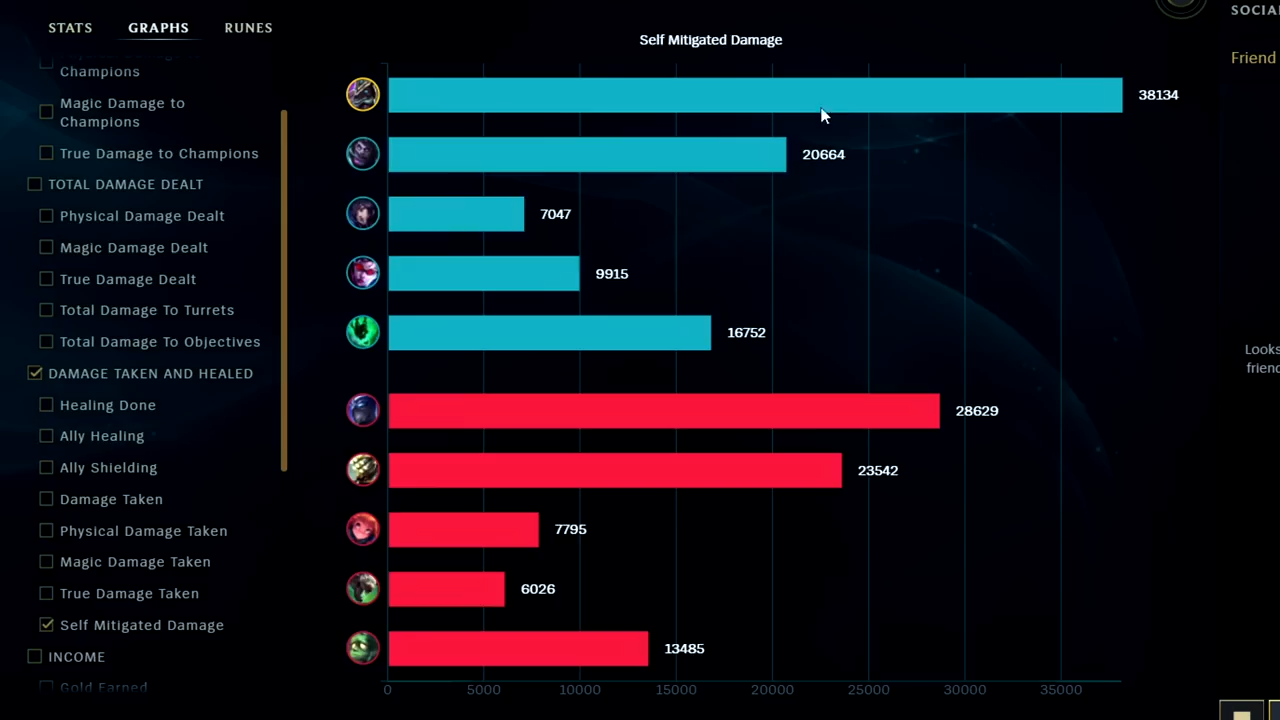 STATS GRAPHS RUNES
SOCIA
Self Mitigated Damage
Friend
Champions
Magic Damage to
Champions
True Damage to Champions
TOTAL DAMAGE DEALT
Physical Damage Dealt
Magic Damage Dealt
True Damage Dealt
Total Damage To Turrets
Total Damage To Objectives
DAMAGE TAKEN AND HEALED
Healing Done
Ally Healing
Ally Shielding
Damage Taken
Physical Damage Taken
Magic Damage Taken
True Damage Taken
Self Mitigated Damage
INCOME
Gold Earned
38134
20664
7047
9915
16752
28629
23542
7795
6026
13485
0 5000 10000 15000 20000 25000 30000 35000
Looks
frien